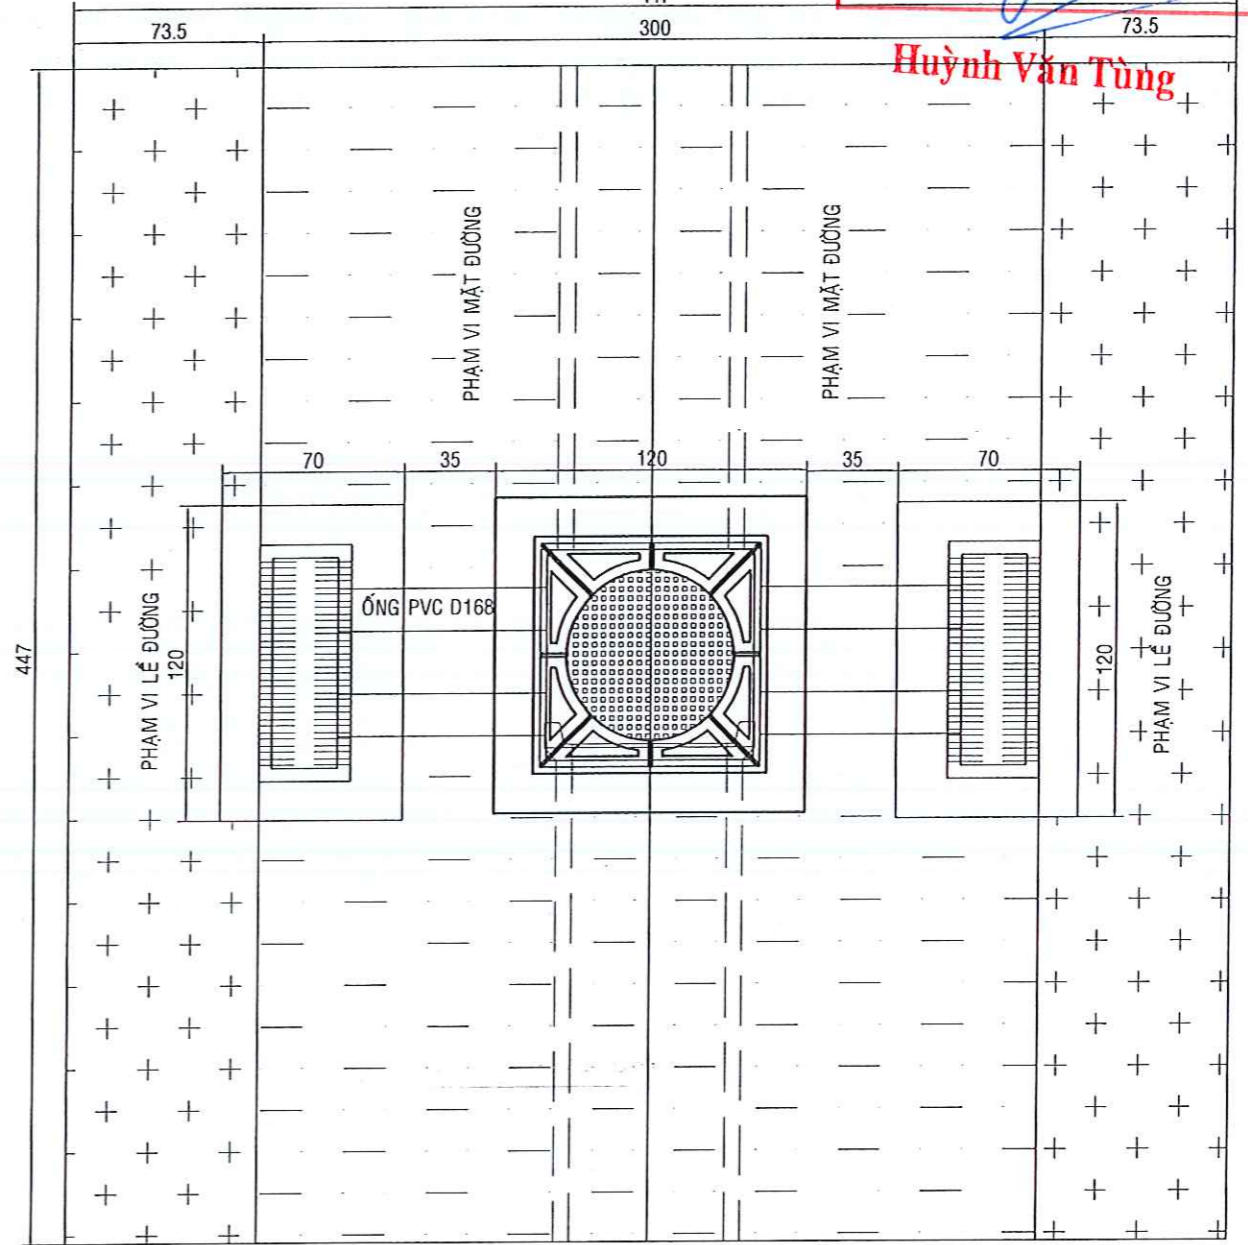 73.5
300
73.5
Huỳnh Văn Tùng
PHẠM VI MẶT ĐƯỜNG
PHẠM VI MẶT ĐƯỜNG
70
35
120
35
70
ỐNG PVC D168
447
PHẠM VI LỀ ĐƯỜNG
120
120
PHẠM VI LỀ ĐƯỜNG